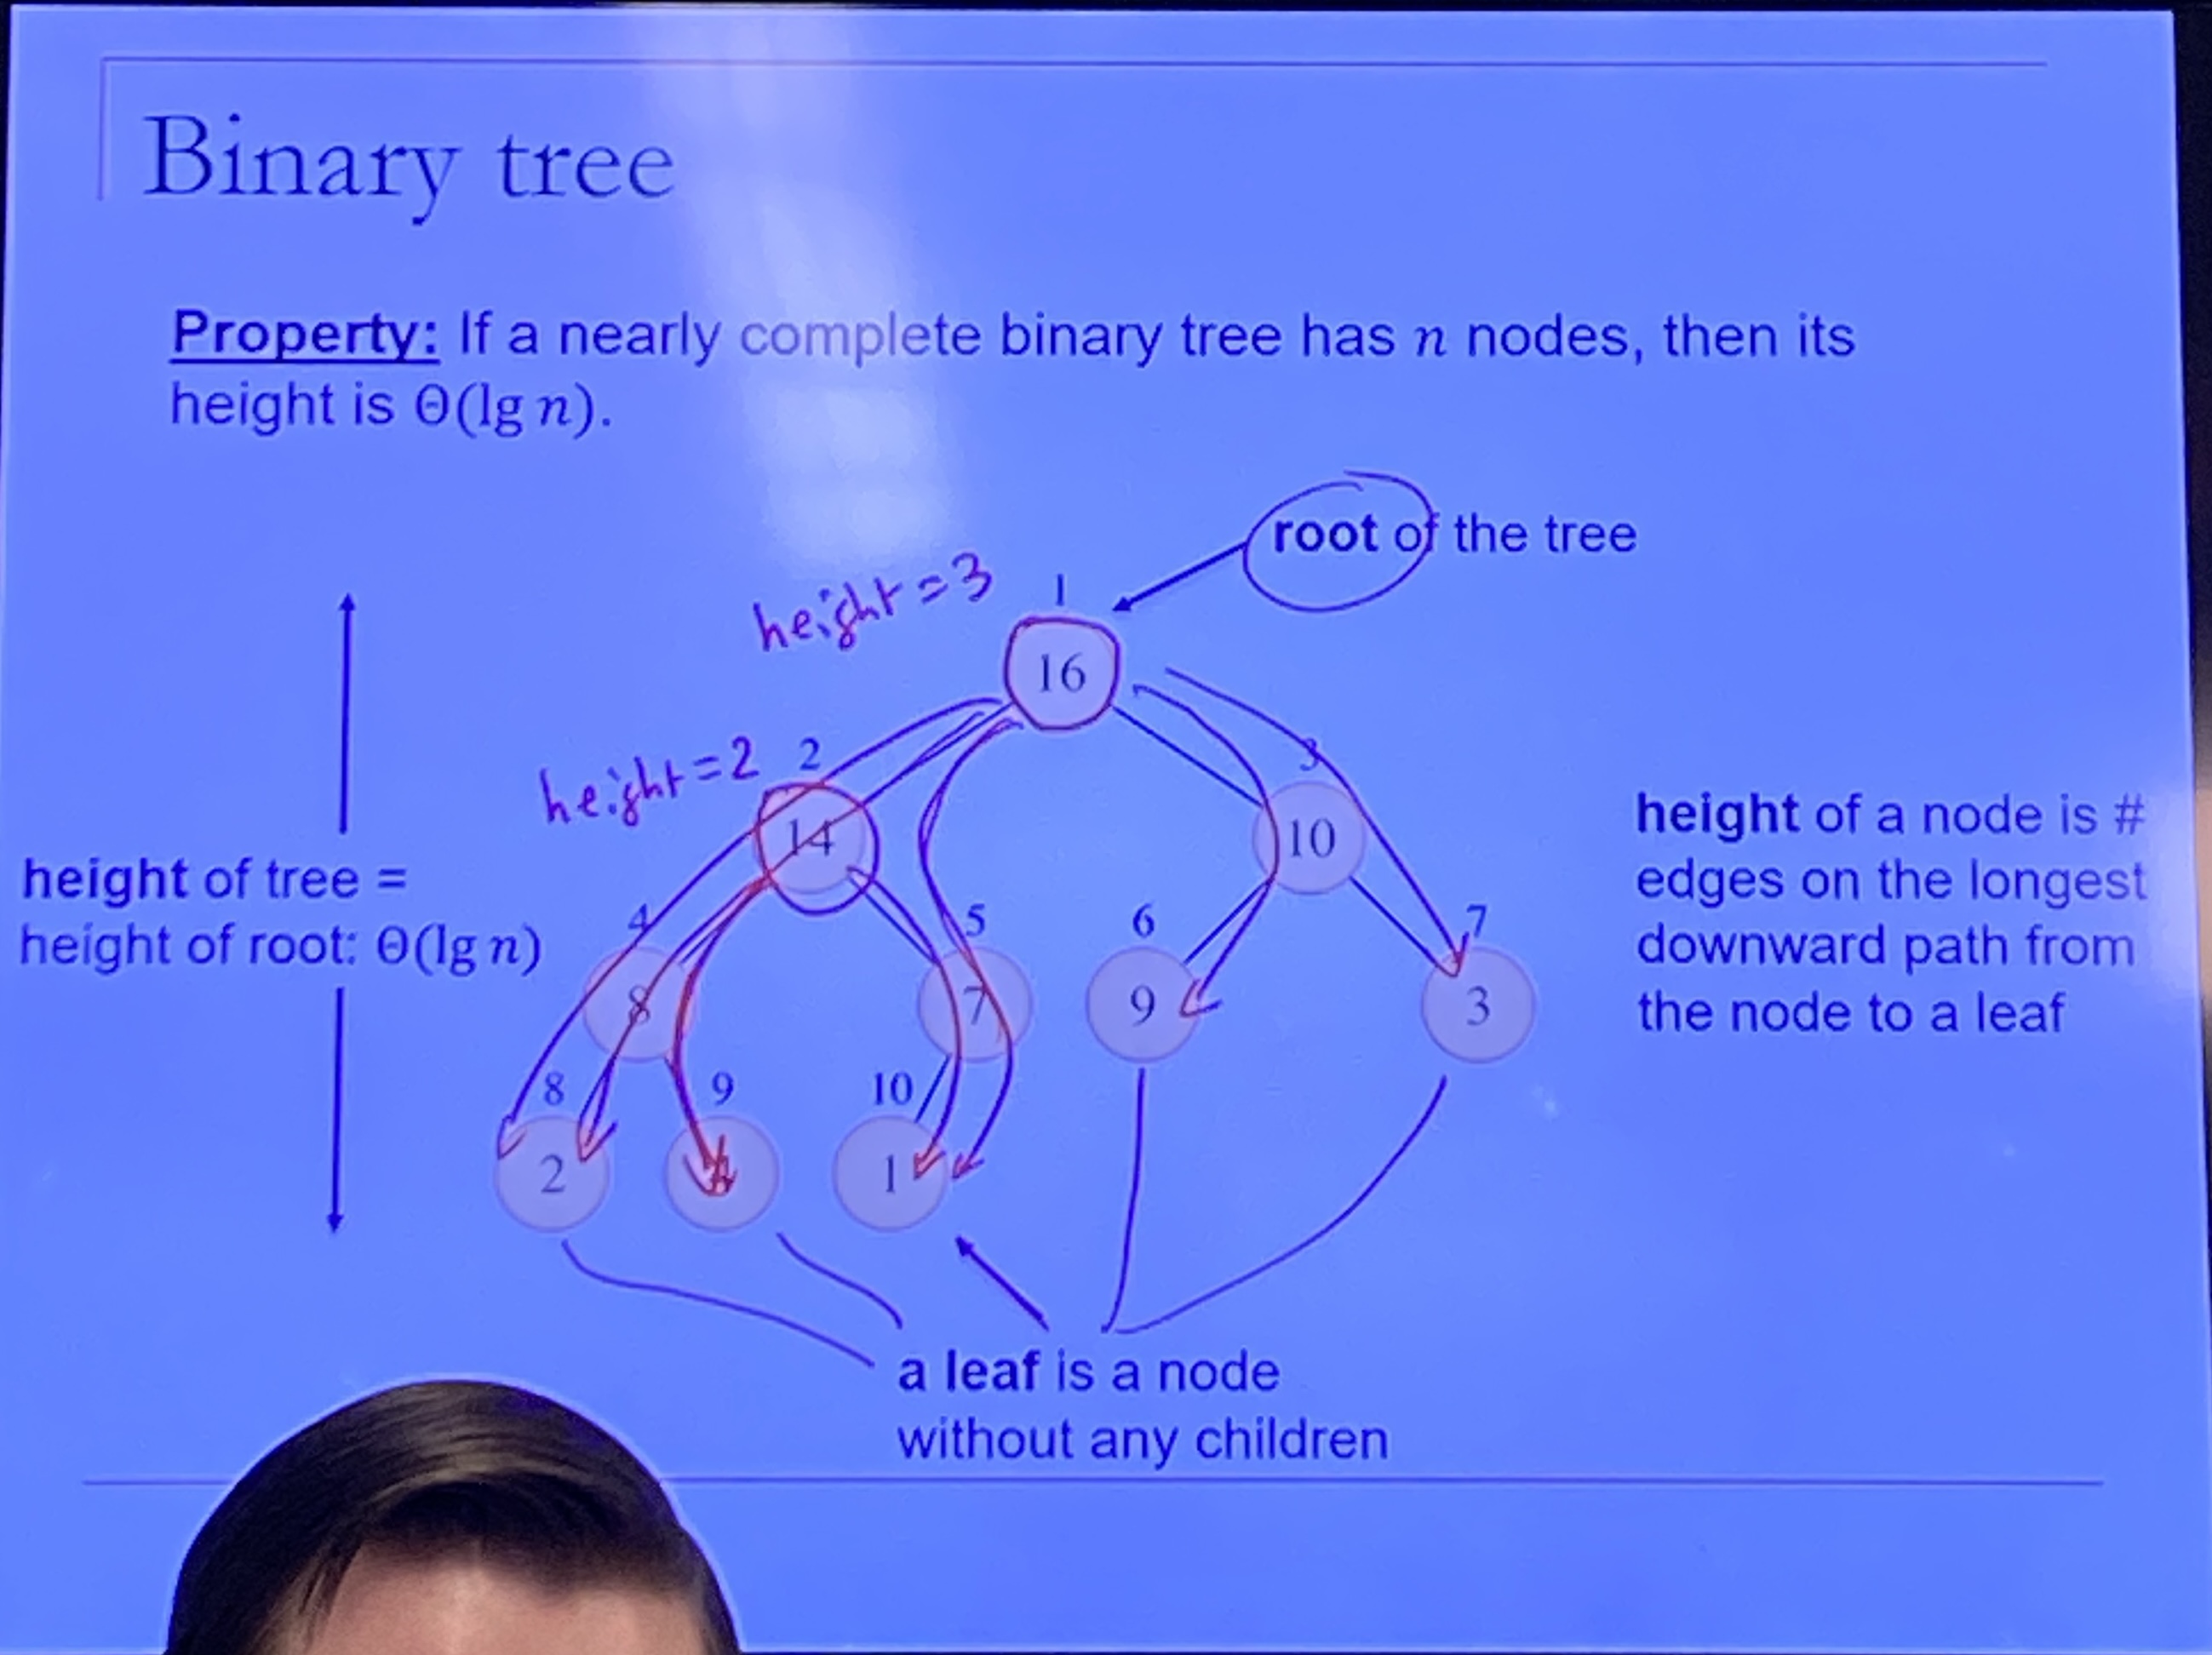 Binary tree
Property: If a nearly complete binary tree has n nodes, then its
height is Θ(lg n).
root of the tree
height = 3
1
16
height = 2
2
3
14
10
height of a node is #
edges on the longest
downward path from
the node to a leaf
height of tree =
height of root: Θ(lg n)
4
5
6
7
8
7
9
3
8
9
10
2
1
a leaf is a node
without any children